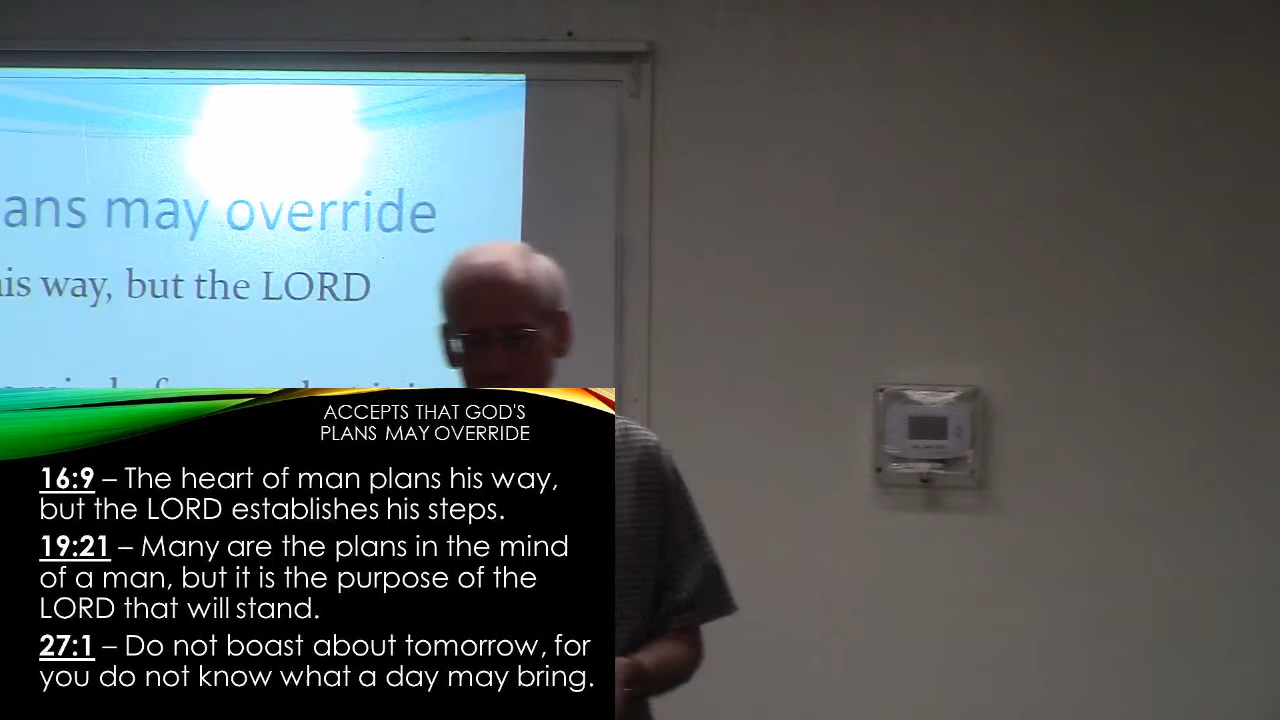 ans may override
his way, but the LORD
ACCEPTS THAT GOD'S
PLANS MAY OVERRIDE
16:9 – The heart of man plans his way,
but the LORD establishes his steps.
19:21 – Many are the plans in the mind
of a man, but it is the purpose of the
LORD that will stand.
27:1 – Do not boast about tomorrow, for
you do not know what a day may bring.